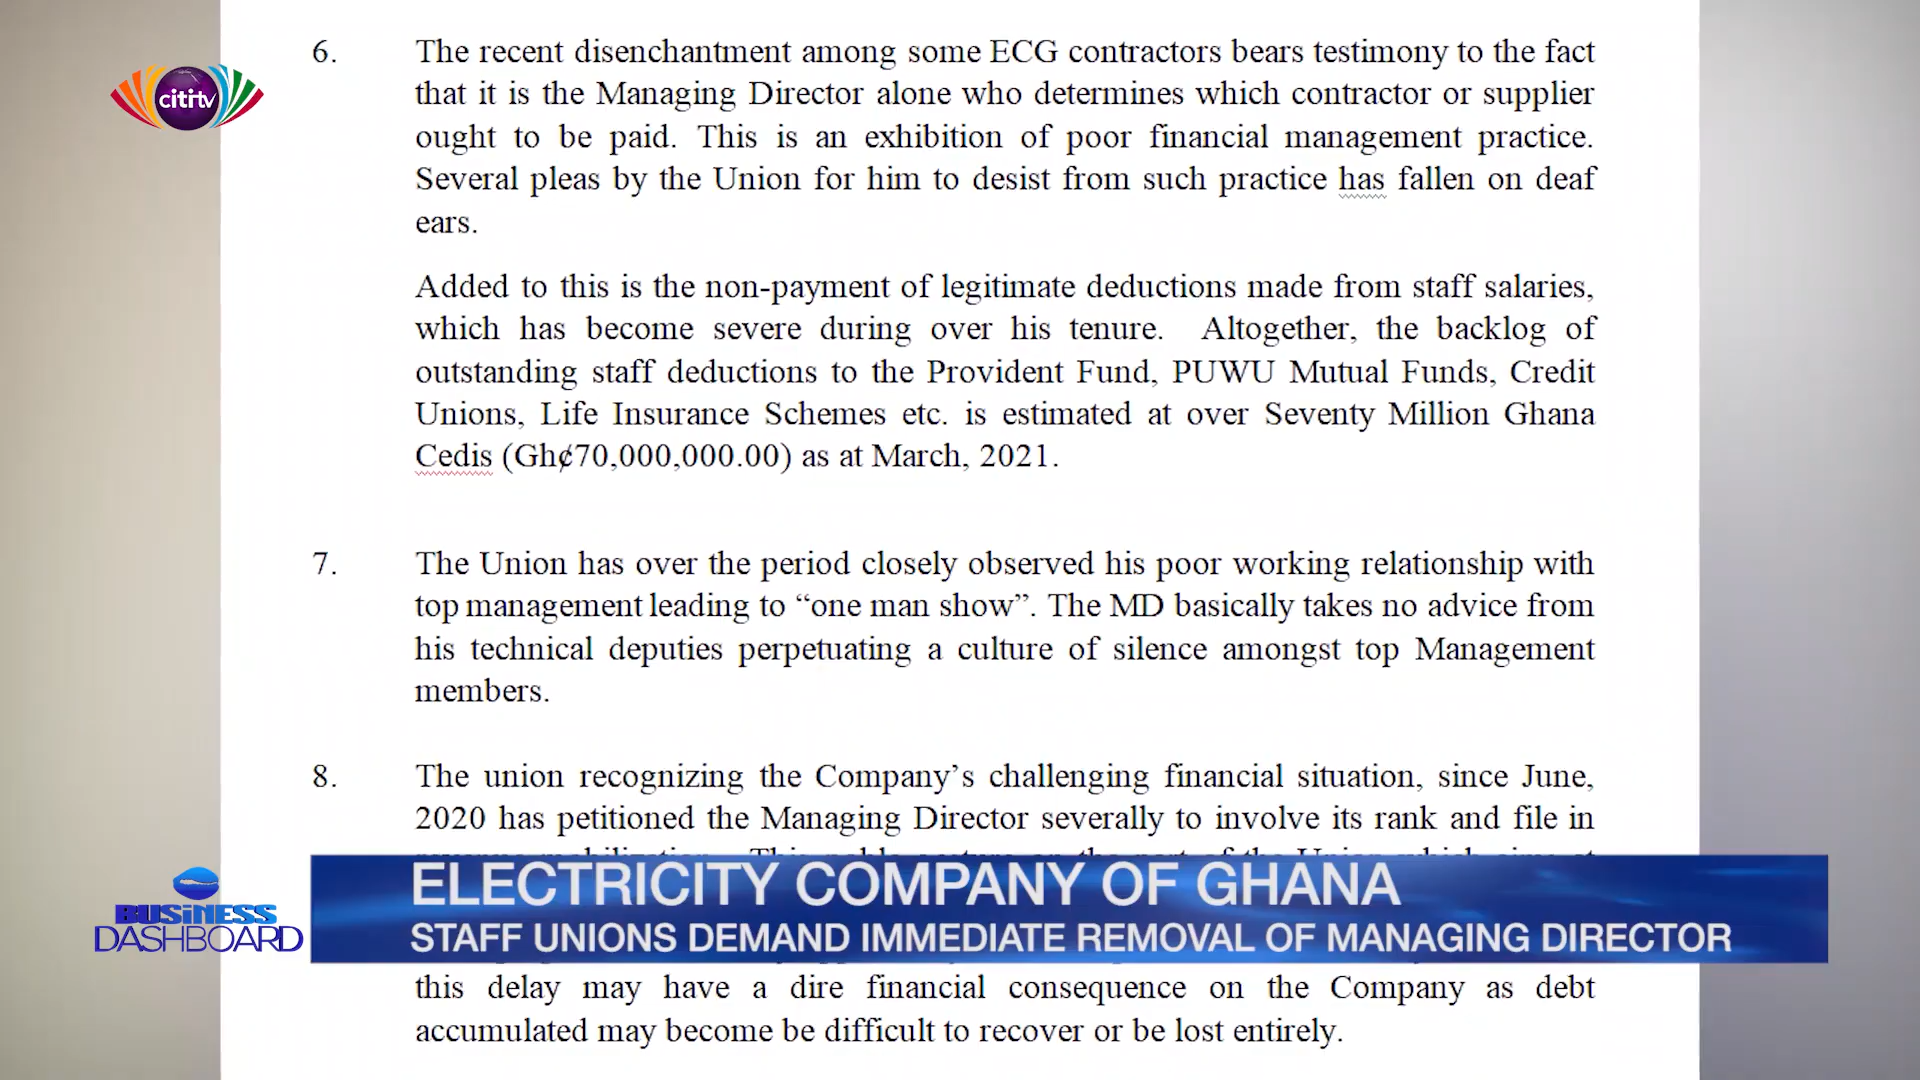 6. The recent disenchantment among some ECG contractors bears testimony to the fact
that it is the Managing Director alone who determines which contractor or supplier
ought to be paid. This is an exhibition of poor financial management practice.
Several pleas by the Union for him to desist from such practice has fallen on deaf
ears.
Added to this is the non-payment of legitimate deductions made from staff salaries,
which has become severe during over his tenure. Altogether, the backlog of
outstanding staff deductions to the Provident Fund, PUWU Mutual Funds, Credit
Unions, Life Insurance Schemes etc. is estimated at over Seventy Million Ghana
Cedis (Gh¢70,000,000.00) as at March, 2021.
7. The Union has over the period closely observed his poor working relationship with
top management leading to “one man show”. The MD basically takes no advice from
his technical deputies perpetuating a culture of silence amongst top Management
members.
8. The union recognizing the Company’s challenging financial situation, since June,
2020 has petitioned the Managing Director severally to involve its rank and file in
this delay may have a dire financial consequence on the Company as debt
accumulated may become be difficult to recover or be lost entirely.
citi tv
BUSINESS
DASHBOARD
ELECTRICITY COMPANY OF GHANA
STAFF UNIONS DEMAND IMMEDIATE REMOVAL OF MANAGING DIRECTOR